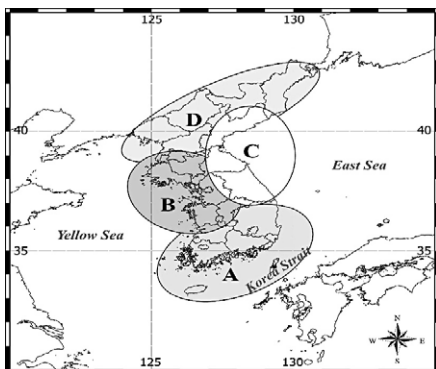 125 130
40 40
D
C
East Sea
B
Yellow Sea
35 35
A
Korea Strait
N
W E
S
125 130